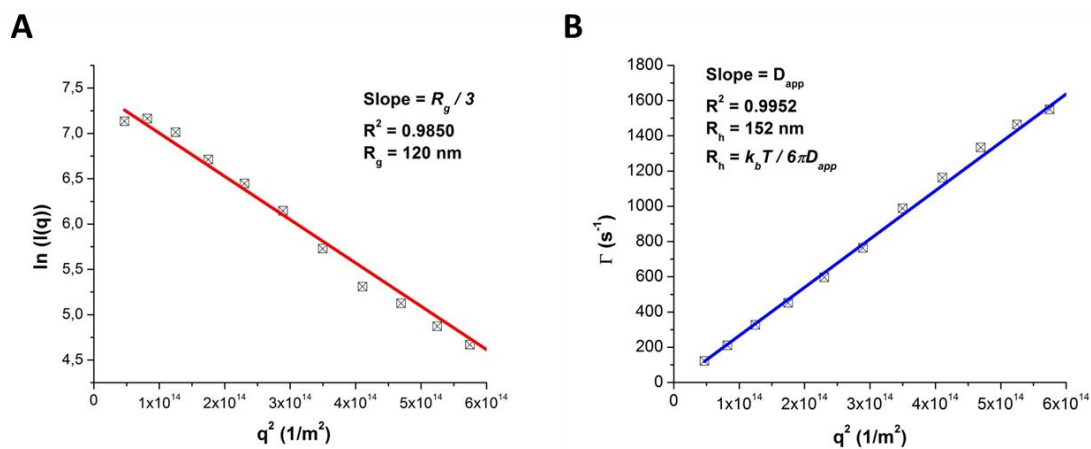 A
B
7,5
7,0
6,5
6,0
5,5
5,0
4,5
ln (I(q))
Slope = R_g / 3
R² = 0.9850
R_g = 120 nm
0
1x10¹⁴
2x10¹⁴
3x10¹⁴
4x10¹⁴
5x10¹⁴
6x10¹⁴
q² (1/m²)
1800
1600
1400
1200
1000
800
600
400
200
0
Γ (s⁻¹)
Slope = D_app
R² = 0.9952
R_h = 152 nm
R_h = k_bT / 6πD_app
0
1x10¹⁴
2x10¹⁴
3x10¹⁴
4x10¹⁴
5x10¹⁴
6x10¹⁴
q² (1/m²)